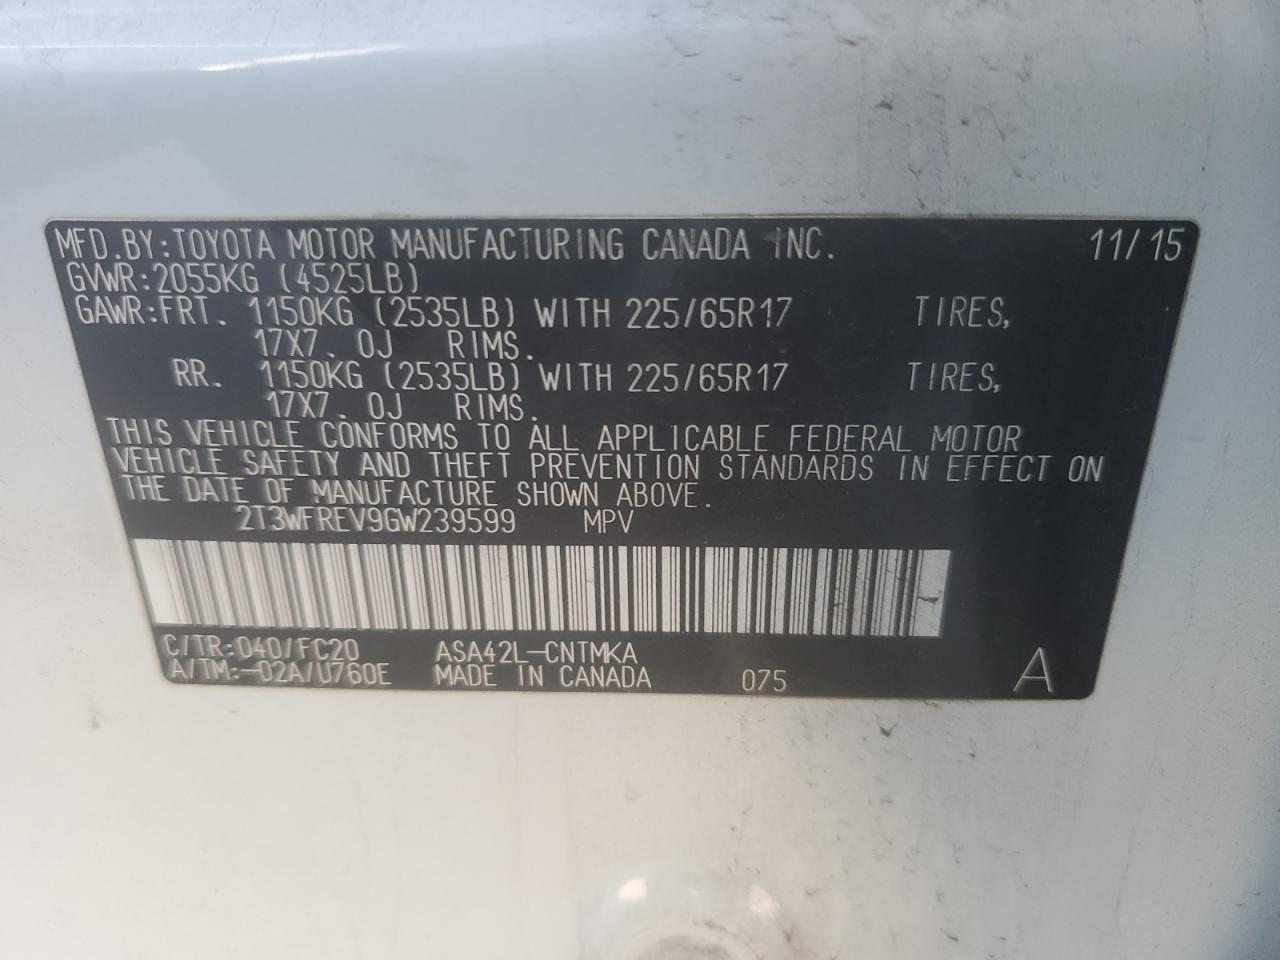 MFD.BY:TOYOTA MOTOR MANUFACTURING CANADA INC. 11/15
GVWR:2055KG (4525LB)
GAWR:FRT. 1150KG (2535LB) WITH 225/65R17 TIRES,
17X7.0J RIMS.
RR. 1150KG (2535LB) WITH 225/65R17 TIRES,
17X7.0J RIMS.
THIS VEHICLE CONFORMS TO ALL APPLICABLE FEDERAL MOTOR
VEHICLE SAFETY AND THEFT PREVENTION STANDARDS IN EFFECT ON
THE DATE OF MANUFACTURE SHOWN ABOVE.
2T3WFREV9GW239599 MPV
C/TR:040/FC20 ASA42L-CNTMKA
A/TM:-02A/U760E MADE IN CANADA 075 A